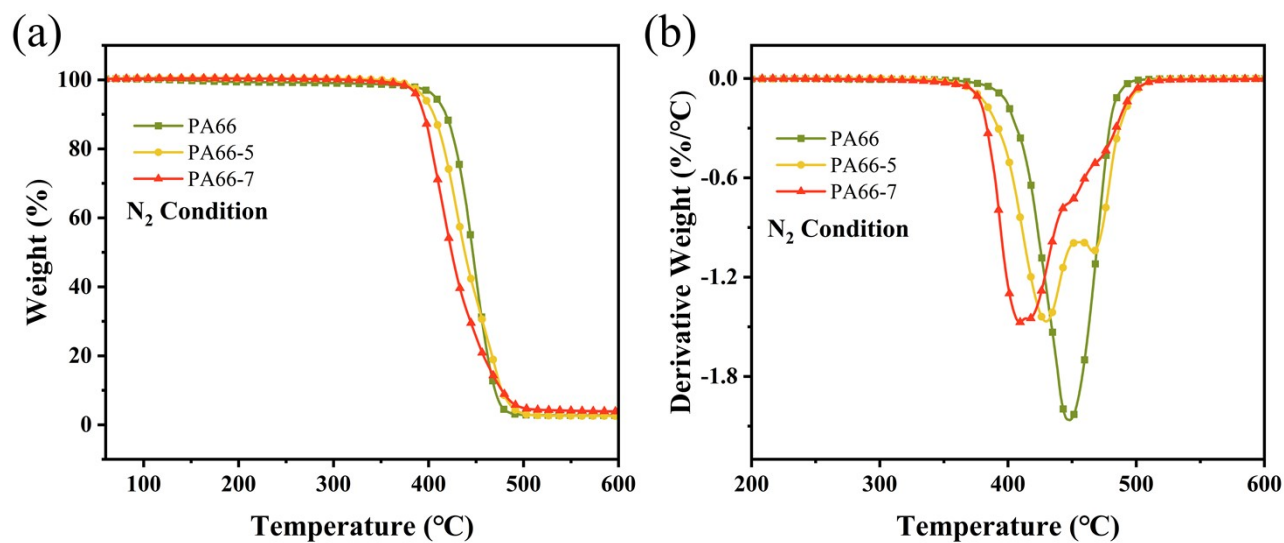 (a)
100
80
60
40
20
0
Weight (%)
PA66
PA66-5
PA66-7
N₂ Condition
100
200
300
400
500
600
Temperature (°C)
(b)
0.0
-0.6
-1.2
-1.8
Derivative Weight (%/°C)
PA66
PA66-5
PA66-7
N₂ Condition
200
300
400
500
600
Temperature (°C)